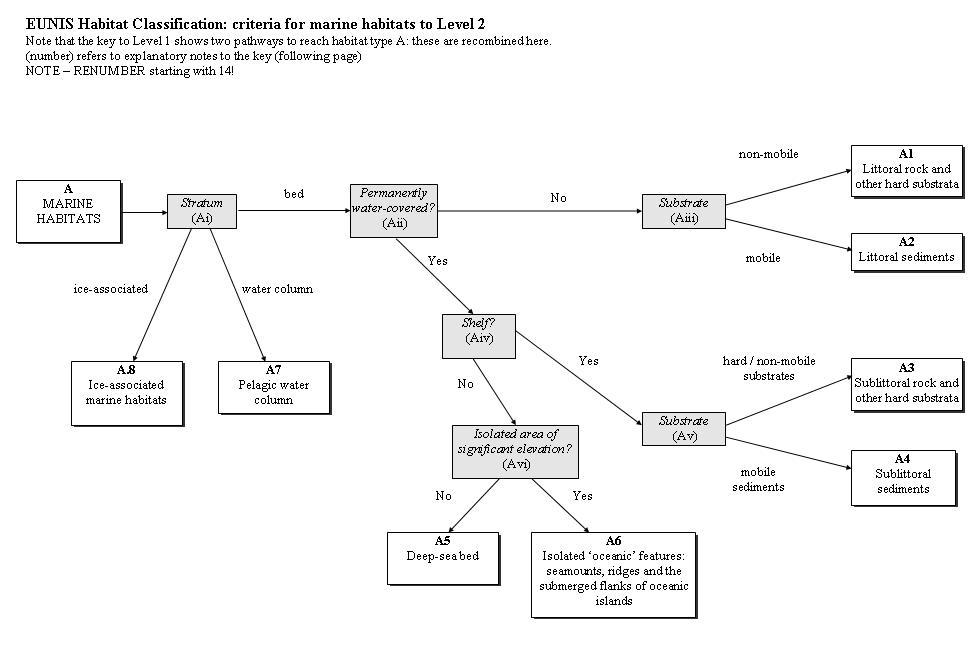 EUNIS Habitat Classification: criteria for marine habitats to Level 2
Note that the key to Level 1 shows two pathways to reach habitat type A: these are recombined here.
(number) refers to explanatory notes to the key (following page)
NOTE – RENUMBER starting with 14!
A
MARINE
HABITATS
Stratum
(Ai)
bed
Permanently
water-covered?
(Aii)
No
Substrate
(Aiii)
non-mobile
A1
Littoral rock and
other hard substrata
mobile
A2
Littoral sediments
Yes
ice-associated
water column
A.8
Ice-associated
marine habitats
A7
Pelagic water
column
Shelf?
(Aiv)
Yes
No
Substrate
(Av)
hard / non-mobile
substrates
A3
Sublittoral rock and
other hard substrata
mobile
sediments
A4
Sublittoral
sediments
Isolated area of
significant elevation?
(Avi)
No
Yes
A5
Deep-sea bed
A6
Isolated ‘oceanic’ features:
seamounts, ridges and the
submerged flanks of oceanic
islands